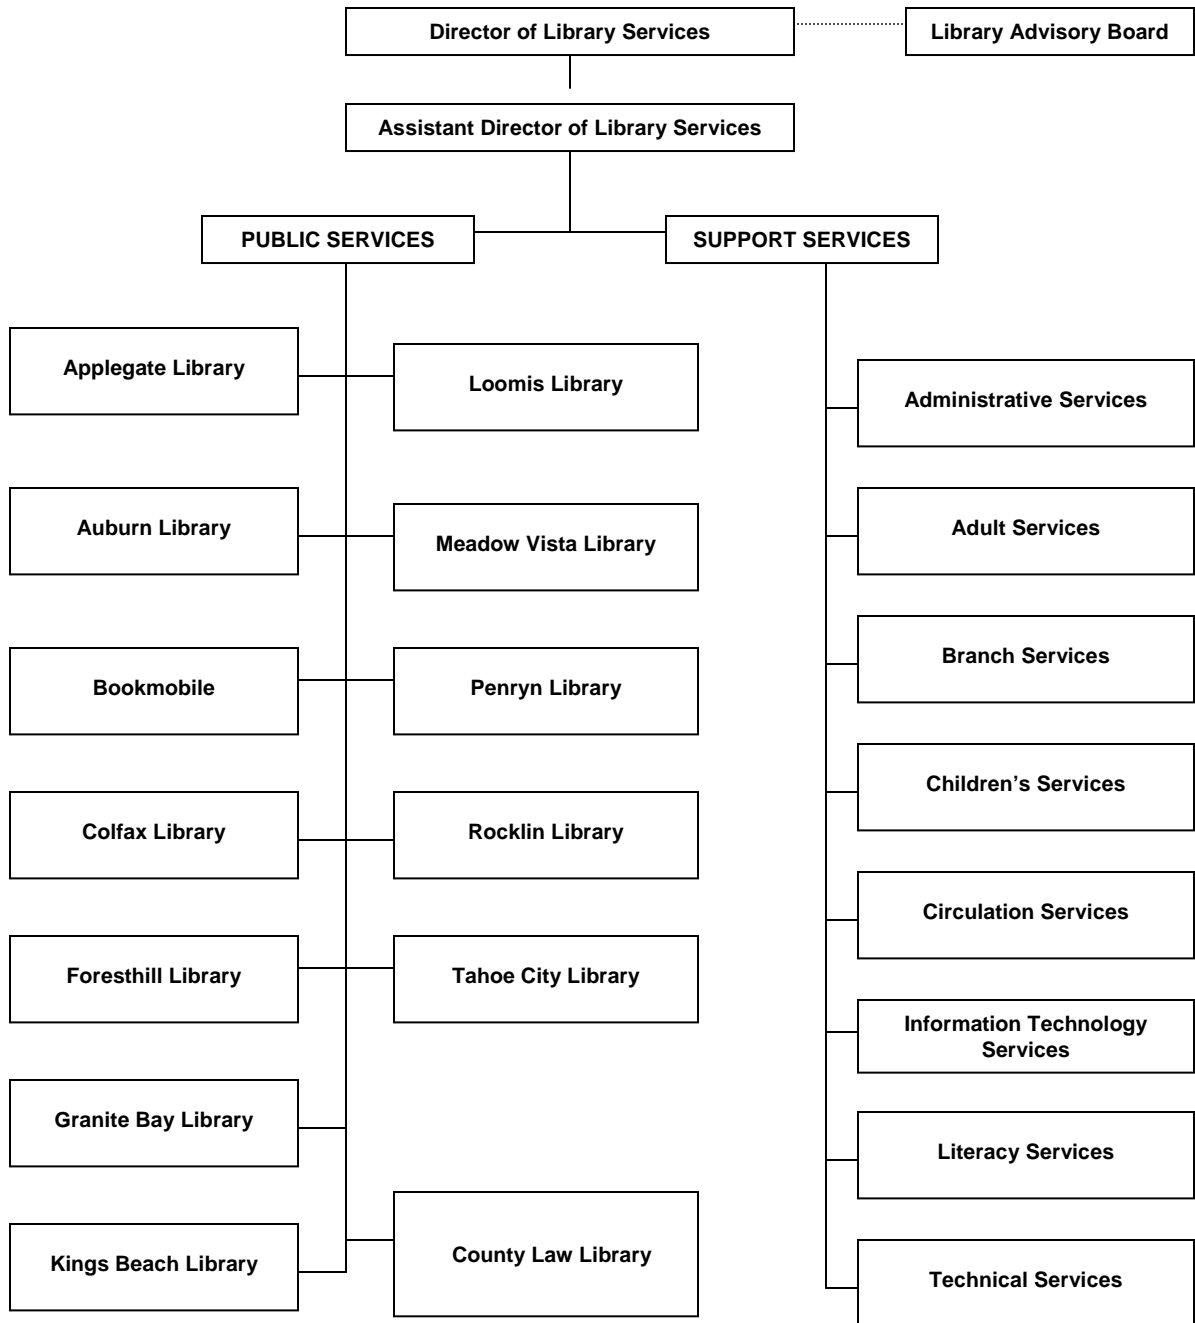 Director of Library Services
Library Advisory Board
Assistant Director of Library Services
PUBLIC SERVICES
SUPPORT SERVICES
Applegate Library
Loomis Library
Administrative Services
Auburn Library
Meadow Vista Library
Adult Services
Bookmobile
Penryn Library
Branch Services
Colfax Library
Rocklin Library
Children’s Services
Foresthill Library
Tahoe City Library
Circulation Services
Information Technology
Services
Granite Bay Library
Literacy Services
Kings Beach Library
County Law Library
Technical Services